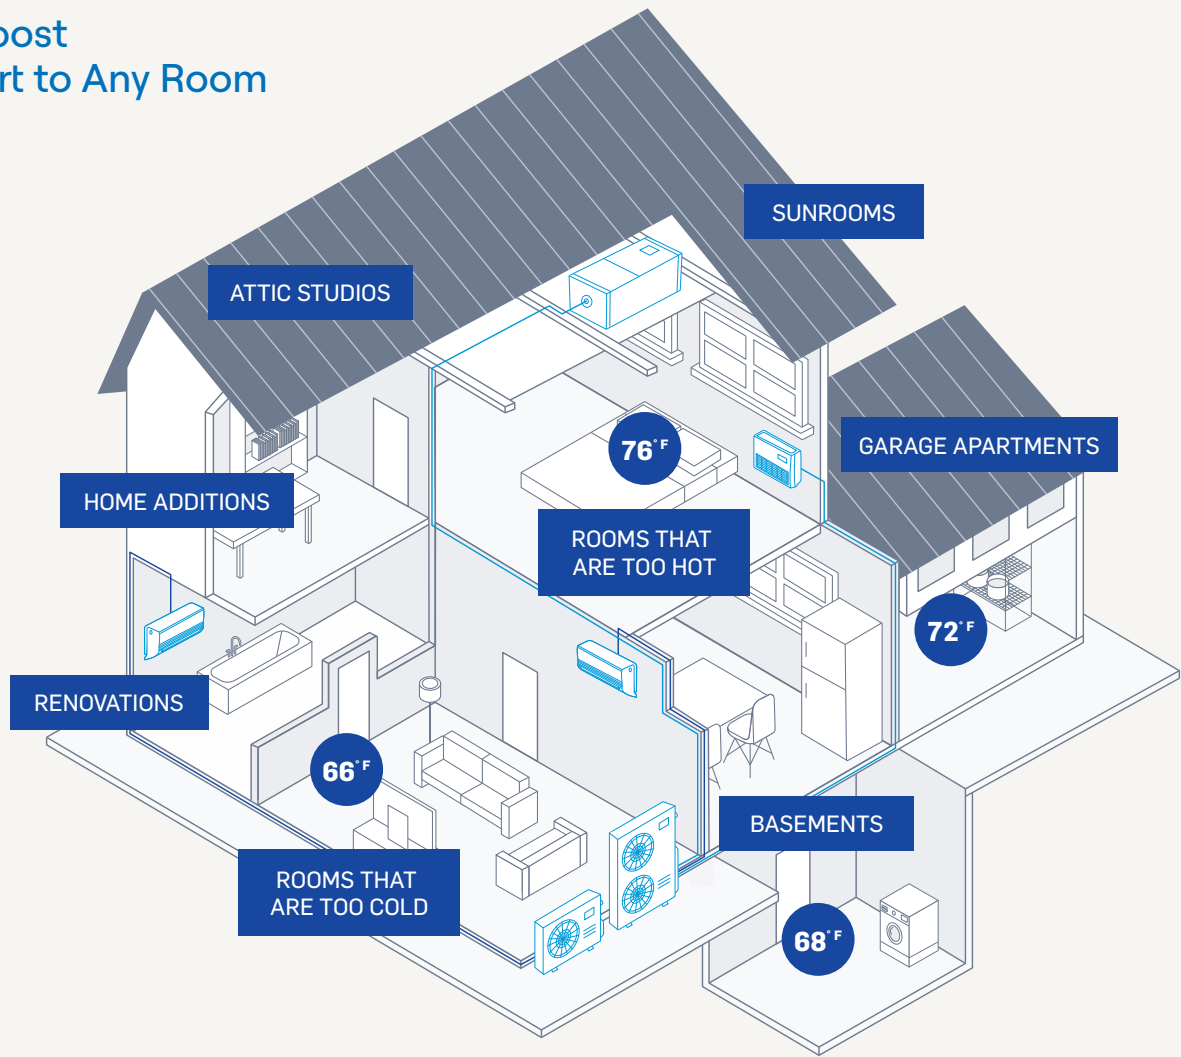 rt to Any Room
SUNROOMS
ATTIC STUDIOS
76°F
GARAGE APARTMENTS
HOME ADDITIONS
ROOMS THAT
ARE TOO HOT
72°F
RENOVATIONS
66°F
BASEMENTS
ROOMS THAT
ARE TOO COLD
68°F